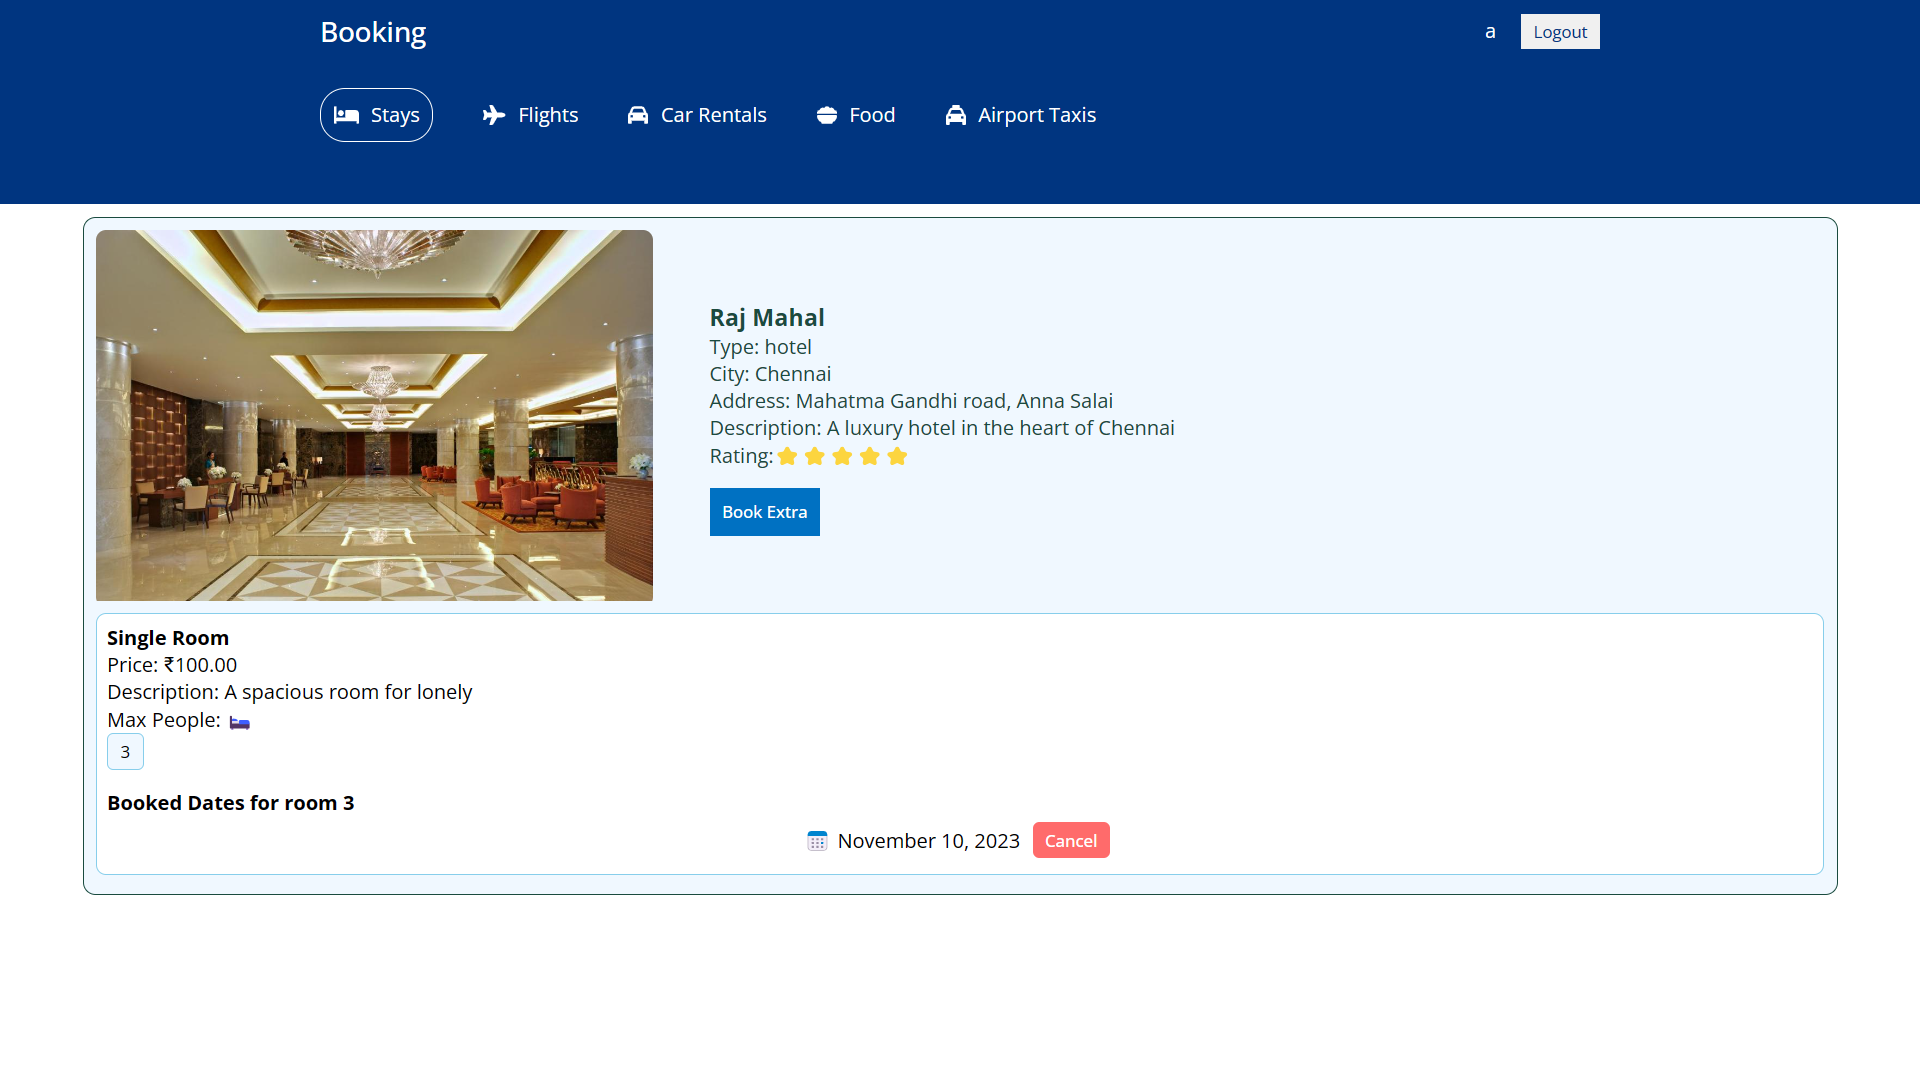 Booking
a
Logout
Stays
Flights
Car Rentals
Food
Airport Taxis
Raj Mahal
Type: hotel
City: Chennai
Address: Mahatma Gandhi road, Anna Salai
Description: A luxury hotel in the heart of Chennai
Rating:
Book Extra
Single Room
Price: ₹100.00
Description: A spacious room for lonely
Max People:
3
Booked Dates for room 3
November 10, 2023
Cancel